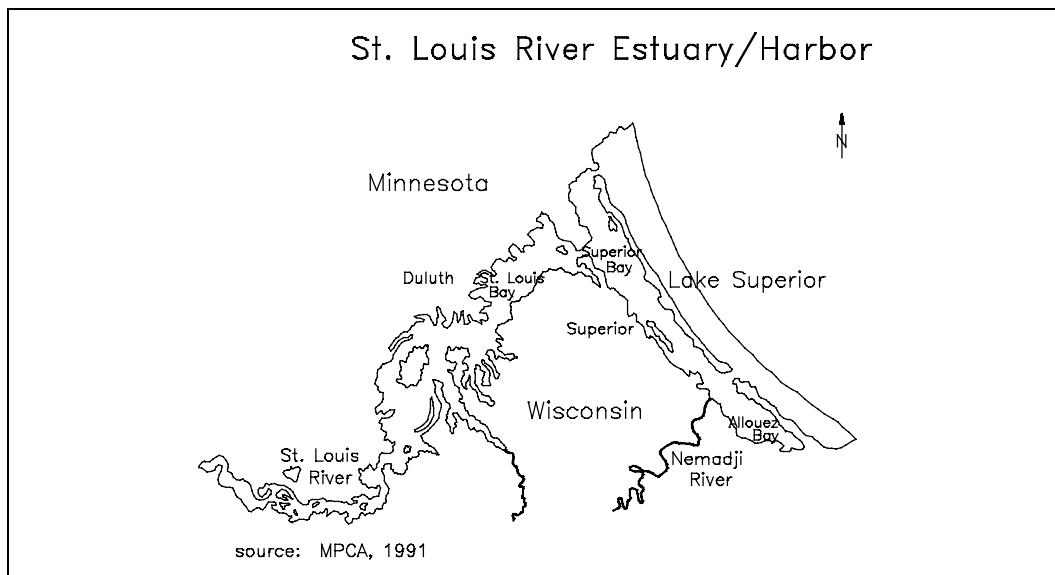 St. Louis River Estuary/Harbor
N
Minnesota
Superior
Bay
Duluth
St. Louis
Bay
Lake Superior
Superior
Wisconsin
Allouez
Bay
St. Louis
River
Nemadji
River
source: MPCA, 1991